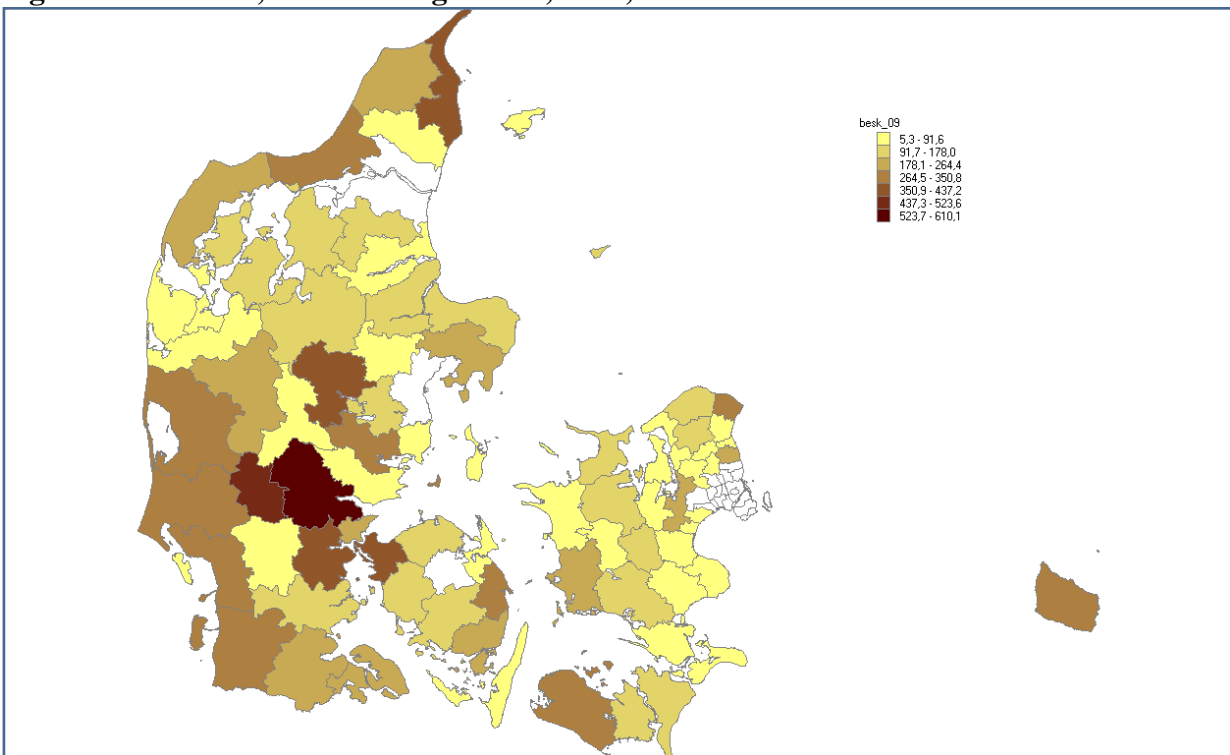 besk_09
5,3 - 91,6
91,7 - 178,0
178,1 - 264,4
264,5 - 350,8
350,9 - 437,2
437,3 - 523,6
523,7 - 610,1